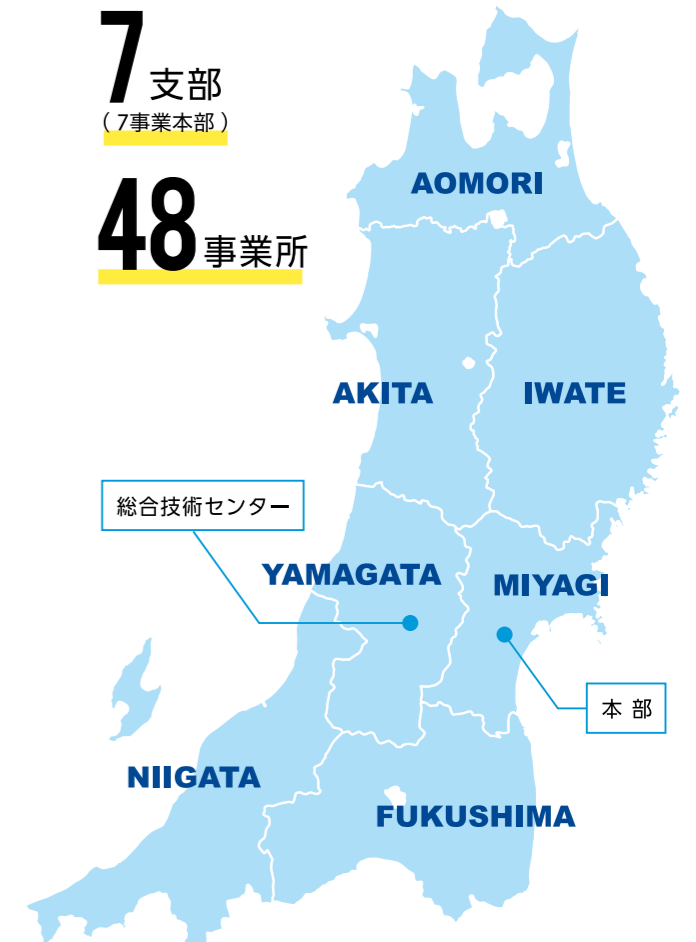 7支部
（7事業本部）
48事業所
AOMORI
AKITA
IWATE
総合技術センター
YAMAGATA
MIYAGI
本 部
NIIGATA
FUKUSHIMA